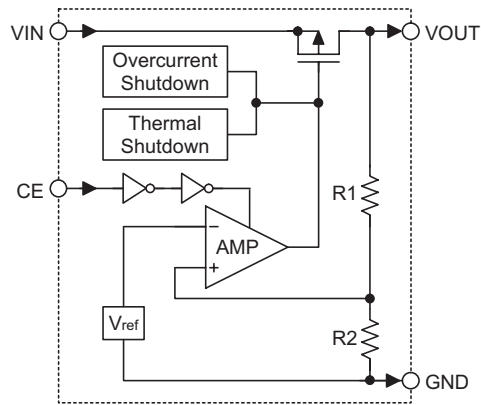 VIN
VOUT
Overcurrent
Shutdown
Thermal
Shutdown
CE
R1
−
AMP
+
Vref
R2
GND